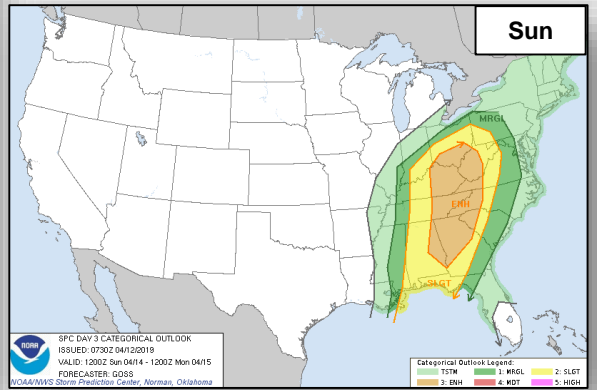 Sun
MRGL
ENH
SLGT
NOAA
SPC DAY 3 CATEGORICAL OUTLOOK
ISSUED: 0730Z 04/12/2019
VALID: 1200Z Sun 04/14 - 1200Z Mon 04/15
FORECASTER: GOSS
NOAA/NWS Storm Prediction Center, Norman, Oklahoma
Categorical Outlook Legend:
TSTM 1: MRGL 2: SLGT
3: ENH 4: MDT 5: HIGH